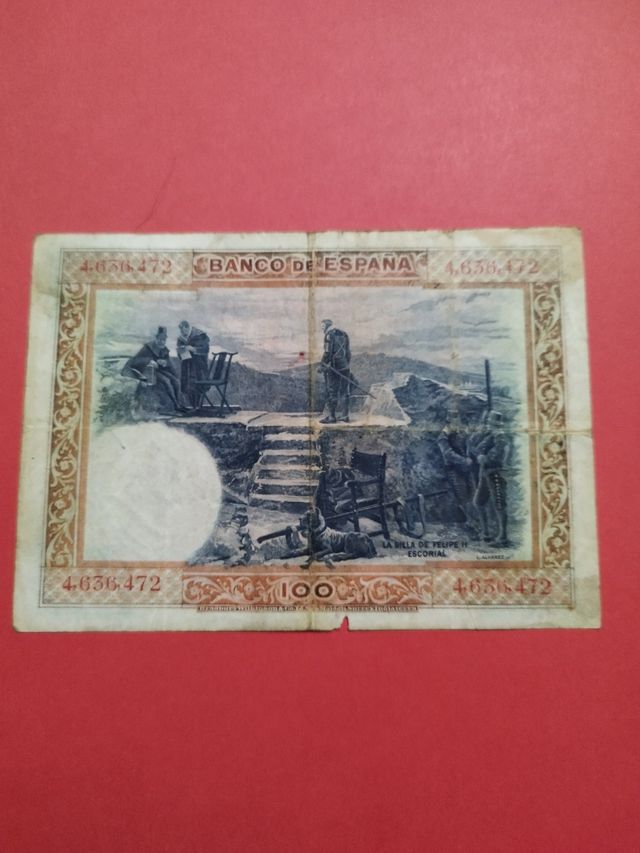 4,636,472 BANCO DE ESPAÑA 4,636,472
LA SILLA DE FELIPE II
ESCORIAL
L. ALVAREZ
4,636,472 100 4,636,472